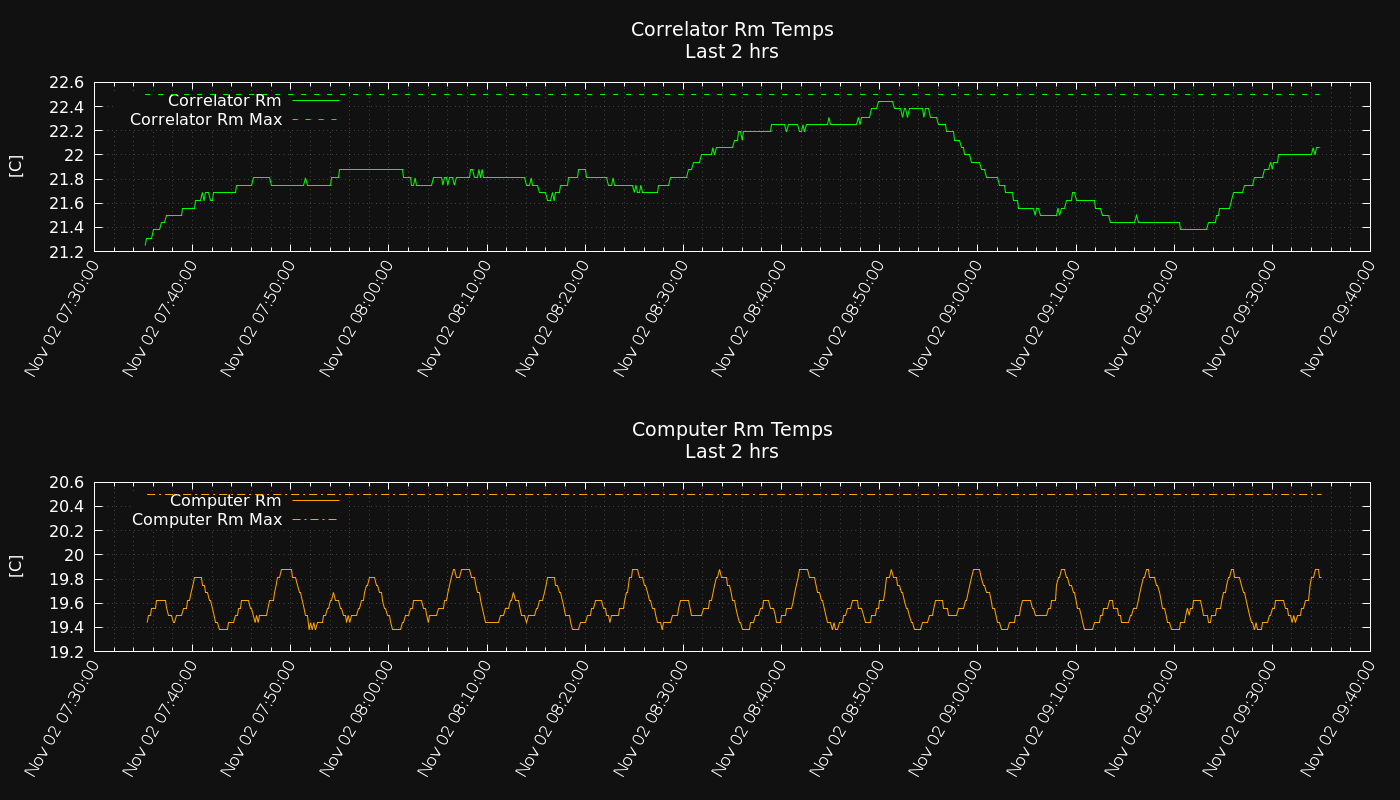 Correlator Rm Temps
Last 2 hrs
22.6
22.4
22.2
22
21.8
21.6
21.4
21.2
[C]
Correlator Rm
Correlator Rm Max
Nov 02 07:30:00
Nov 02 07:40:00
Nov 02 07:50:00
Nov 02 08:00:00
Nov 02 08:10:00
Nov 02 08:20:00
Nov 02 08:30:00
Nov 02 08:40:00
Nov 02 08:50:00
Nov 02 09:00:00
Nov 02 09:10:00
Nov 02 09:20:00
Nov 02 09:30:00
Nov 02 09:40:00
Computer Rm Temps
Last 2 hrs
20.6
20.4
20.2
20
19.8
19.6
19.4
19.2
[C]
Computer Rm
Computer Rm Max
Nov 02 07:30:00
Nov 02 07:40:00
Nov 02 07:50:00
Nov 02 08:00:00
Nov 02 08:10:00
Nov 02 08:20:00
Nov 02 08:30:00
Nov 02 08:40:00
Nov 02 08:50:00
Nov 02 09:00:00
Nov 02 09:10:00
Nov 02 09:20:00
Nov 02 09:30:00
Nov 02 09:40:00